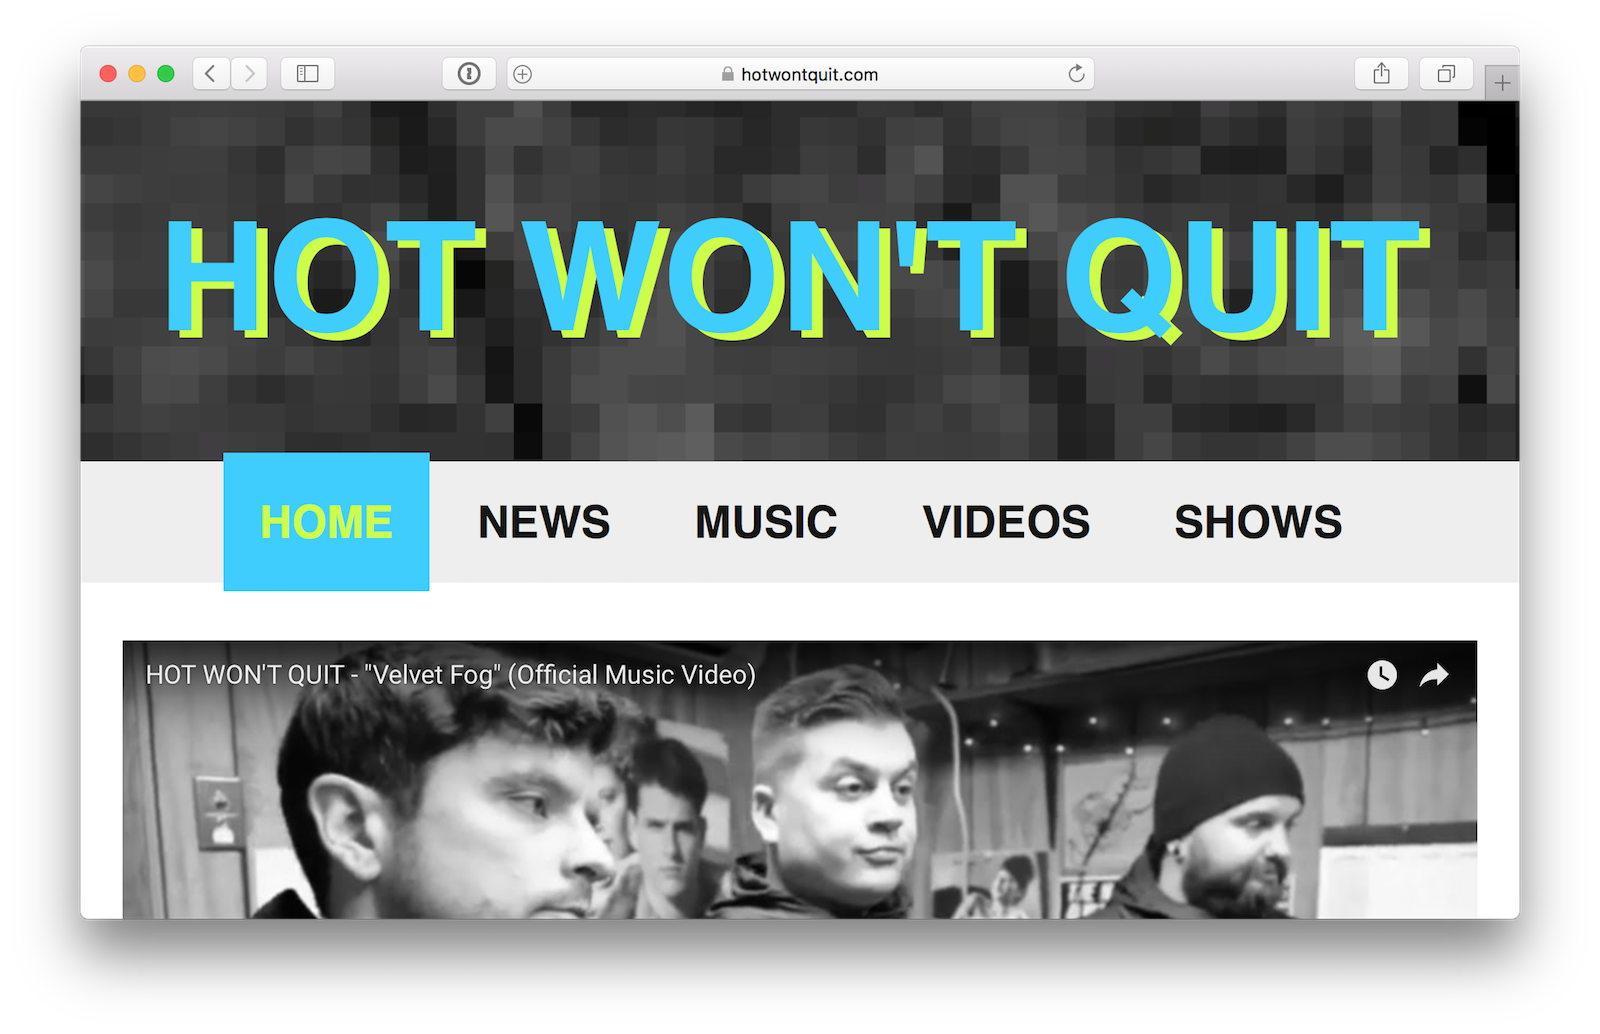 hotwontquit.com
HOT WON'T QUIT
HOME NEWS MUSIC VIDEOS SHOWS
HOT WON'T QUIT - "Velvet Fog" (Official Music Video)